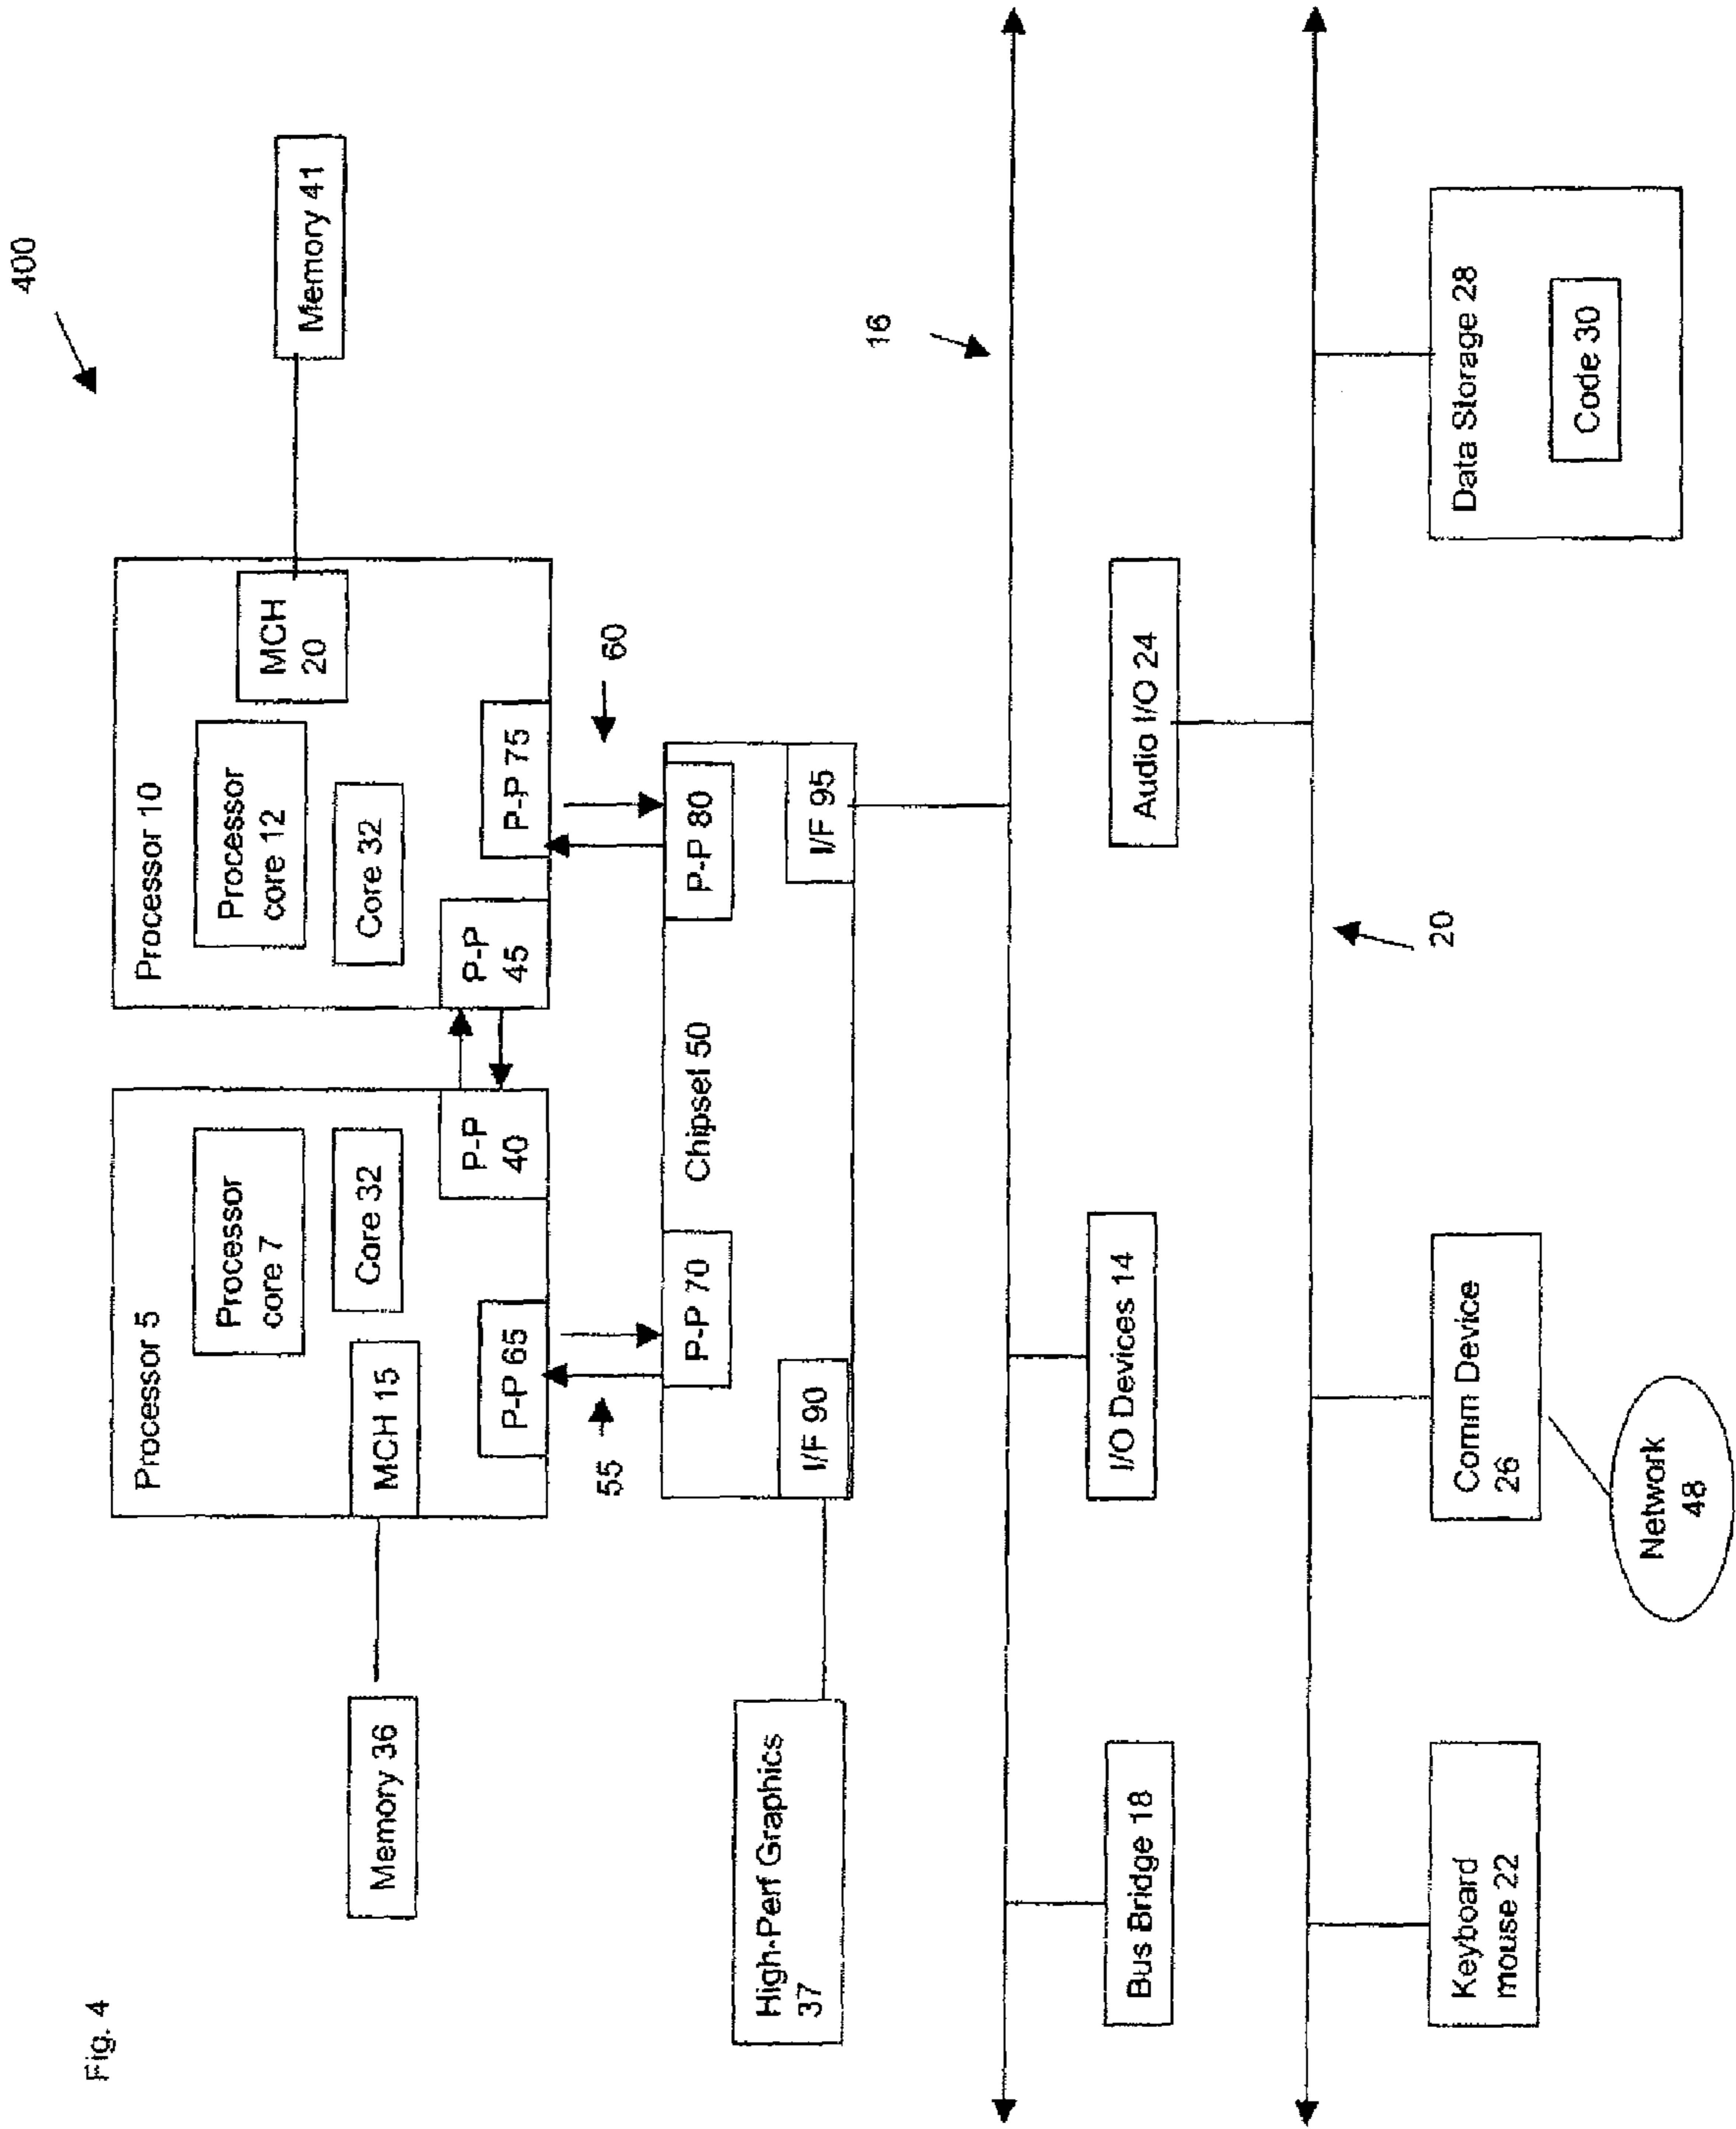 Fig. 4
400
Processor 5
Processor
core 7
Core 32
MCH 15
P-P
40
P-P 65
Processor 10
Processor
core 12
Core 32
MCH
20
P-P
45
P-P 75
Memory 36
Memory 41
55
60
P-P 70
Chipset 50
P-P 80
I/F 90
I/F 95
High-Perf Graphics
37
16
Bus Bridge 18
I/O Devices 14
Audio I/O 24
20
Keyboard
mouse 22
Comm Device
26
Data Storage 28
Code 30
Network
48